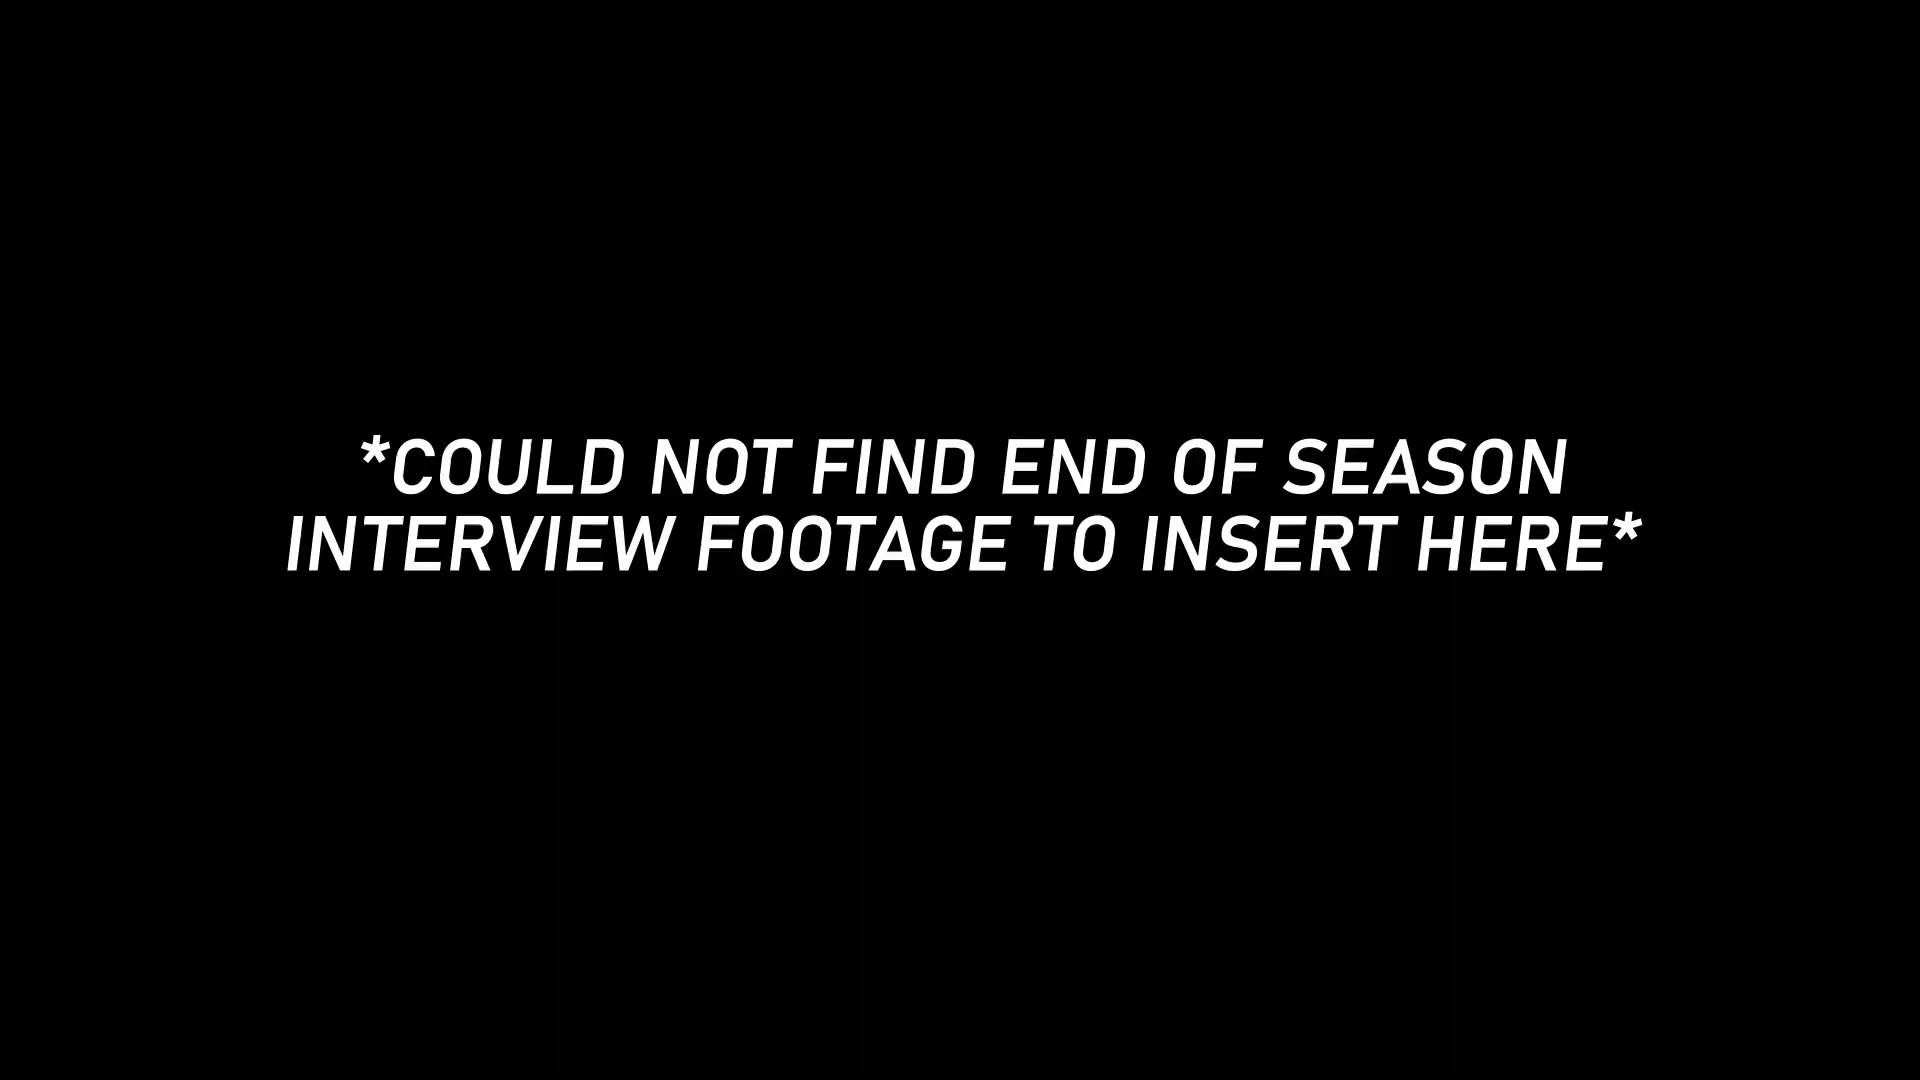 *COULD NOT FIND END OF SEASON
INTERVIEW FOOTAGE TO INSERT HERE*